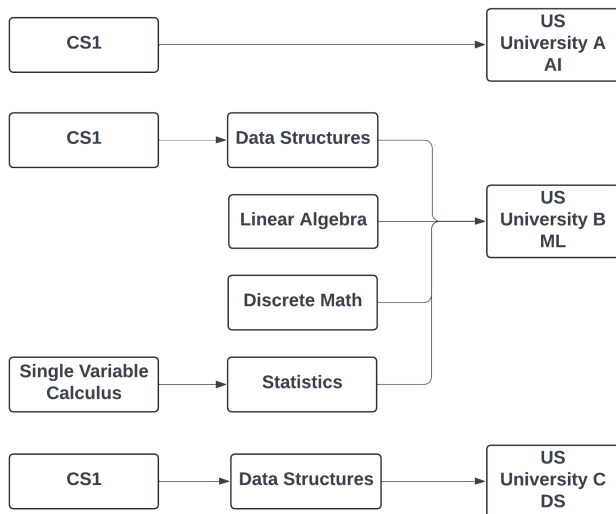 CS1
US
University A
AI
CS1
Data Structures
Linear Algebra
US
University B
ML
Discrete Math
Single Variable
Calculus
Statistics
CS1
Data Structures
US
University C
DS